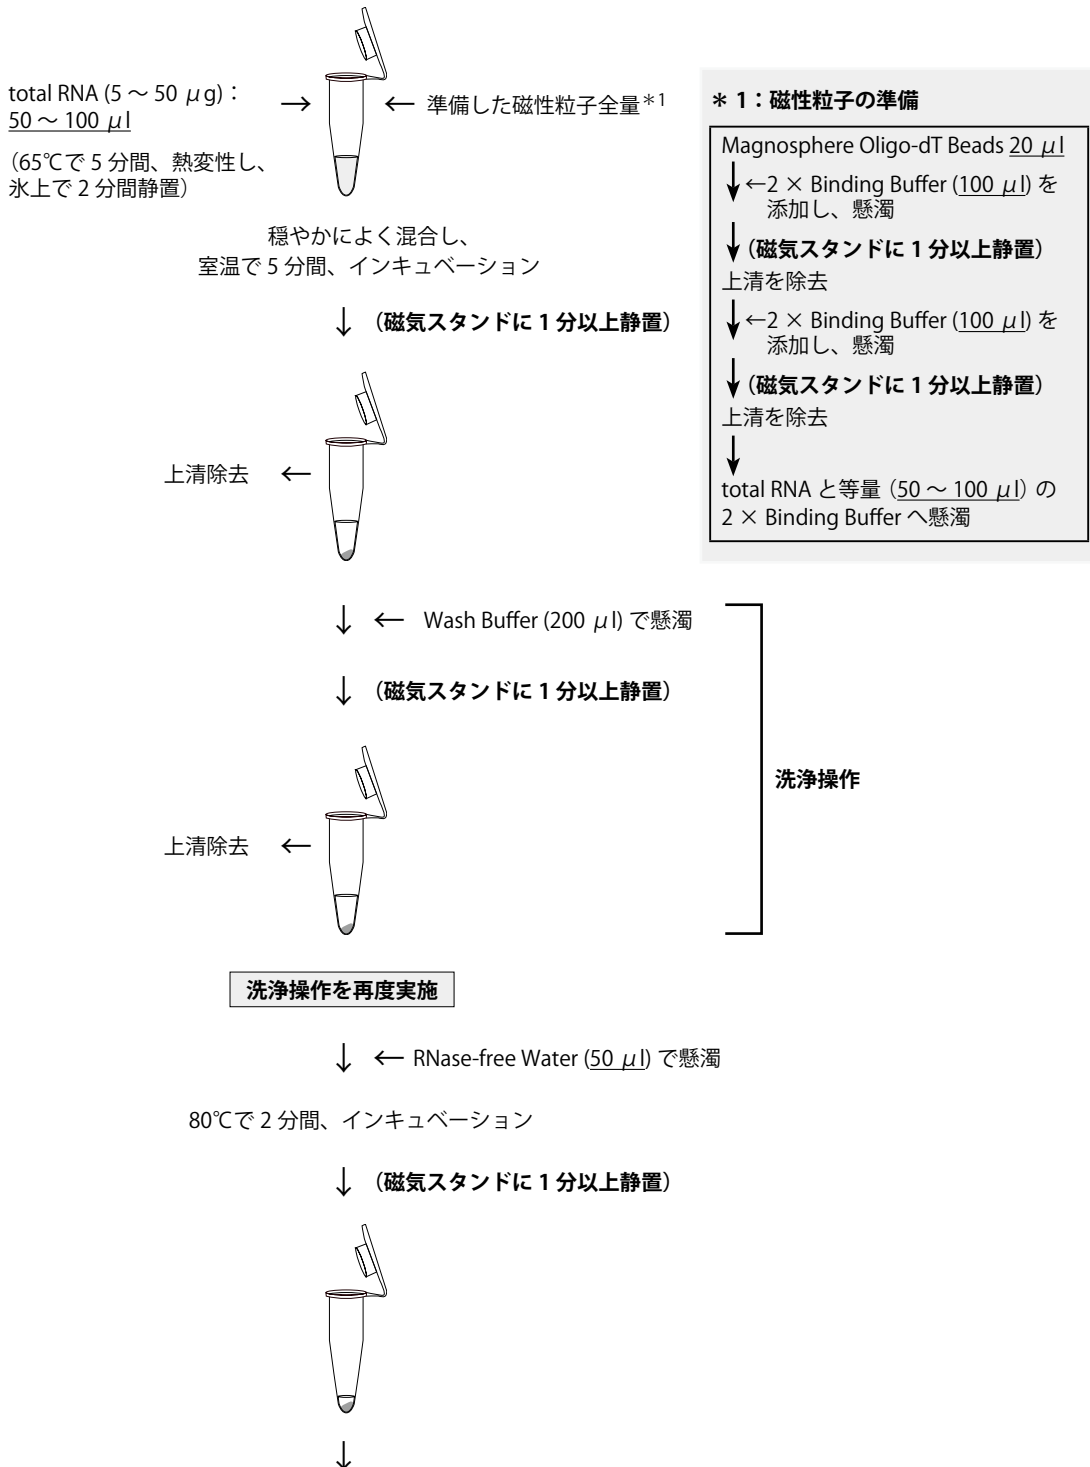 total RNA (5 ～ 50 μg)：
50 ～ 100 μl
（65℃で 5 分間、熱変性し、
氷上で 2 分間静置）
→
← 準備した磁性粒子全量＊1
穏やかによく混合し、
室温で 5 分間、インキュベーション
↓ （磁気スタンドに 1 分以上静置）
上清除去 ←
↓ ← Wash Buffer (200 μl) で懸濁
↓ （磁気スタンドに 1 分以上静置）
上清除去 ←
洗浄操作
洗浄操作を再度実施
↓ ← RNase-free Water (50 μl) で懸濁
80℃で 2 分間、インキュベーション
↓ （磁気スタンドに 1 分以上静置）
↓
＊ 1：磁性粒子の準備
Magnosphere Oligo-dT Beads 20 μl
↓ ←2 × Binding Buffer (100 μl) を
添加し、懸濁
↓ （磁気スタンドに 1 分以上静置）
上清を除去
↓ ←2 × Binding Buffer (100 μl) を
添加し、懸濁
↓ （磁気スタンドに 1 分以上静置）
上清を除去
↓
total RNA と等量（50 ～ 100 μl）の
2 × Binding Buffer へ懸濁